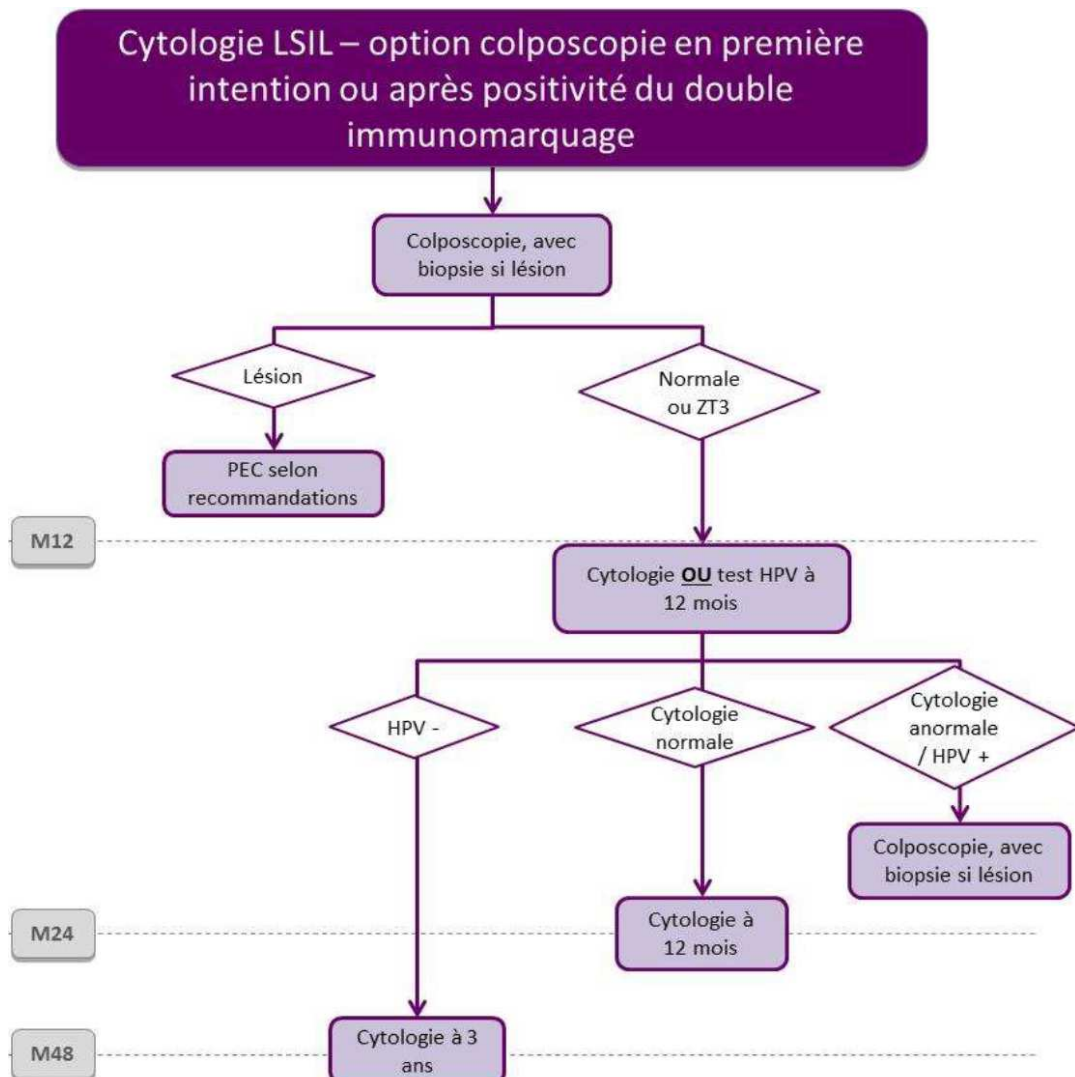 Cytologie LSIL – option colposcopie en première
intention ou après positivité du double
immunomarquage
Colposcopie, avec
biopsie si lésion
Lésion
Normale
ou ZT3
PEC selon
recommandations
M12
Cytologie OU test HPV à
12 mois
HPV -
Cytologie
normale
Cytologie
anormale
/ HPV +
Colposcopie, avec
biopsie si lésion
M24
Cytologie à
12 mois
M48
Cytologie à 3
ans